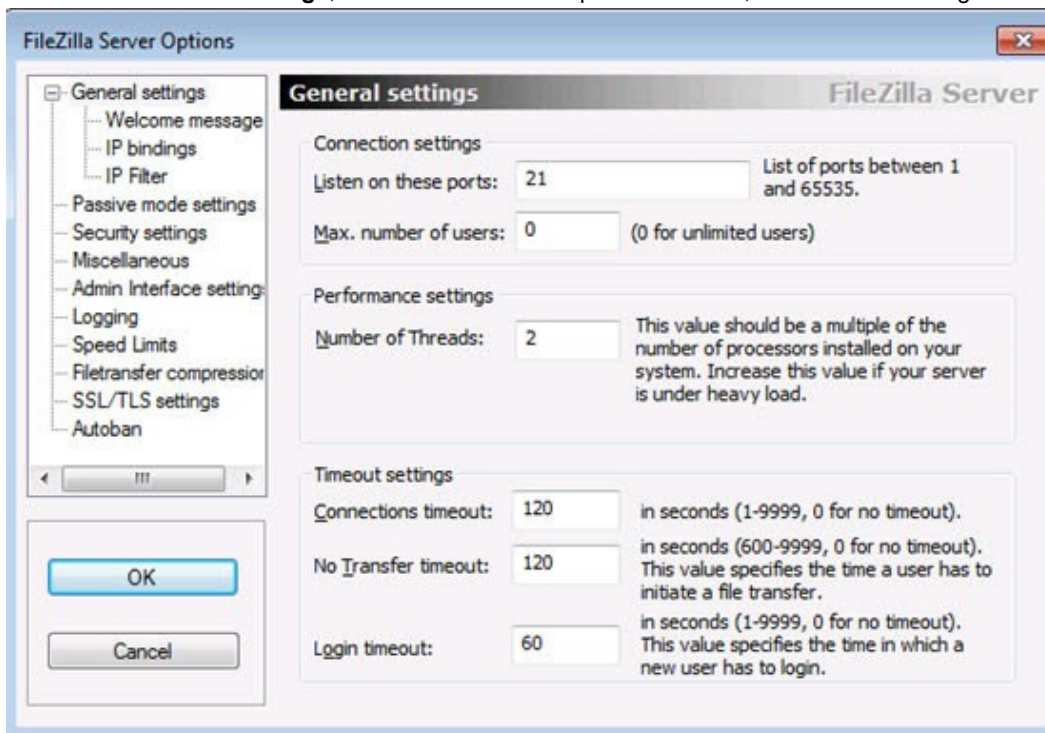 FileZilla Server Options
General settings
Welcome message
IP bindings
IP Filter
Passive mode settings
Security settings
Miscellaneous
Admin Interface setting
Logging
Speed Limits
Filetransfer compression
SSL/TLS settings
Autoban
OK
Cancel
General settings FileZilla Server
Connection settings
Listen on these ports: 21 List of ports between 1
and 65535.
Max. number of users: 0 (0 for unlimited users)
Performance settings
Number of Threads: 2 This value should be a multiple of the
number of processors installed on your
system. Increase this value if your server
is under heavy load.
Timeout settings
Connections timeout: 120 in seconds (1-9999, 0 for no timeout).
No Transfer timeout: 120 in seconds (600-9999, 0 for no timeout).
This value specifies the time a user has to
initiate a file transfer.
Login timeout: 60 in seconds (1-9999, 0 for no timeout).
This value specifies the time in which a
new user has to login.